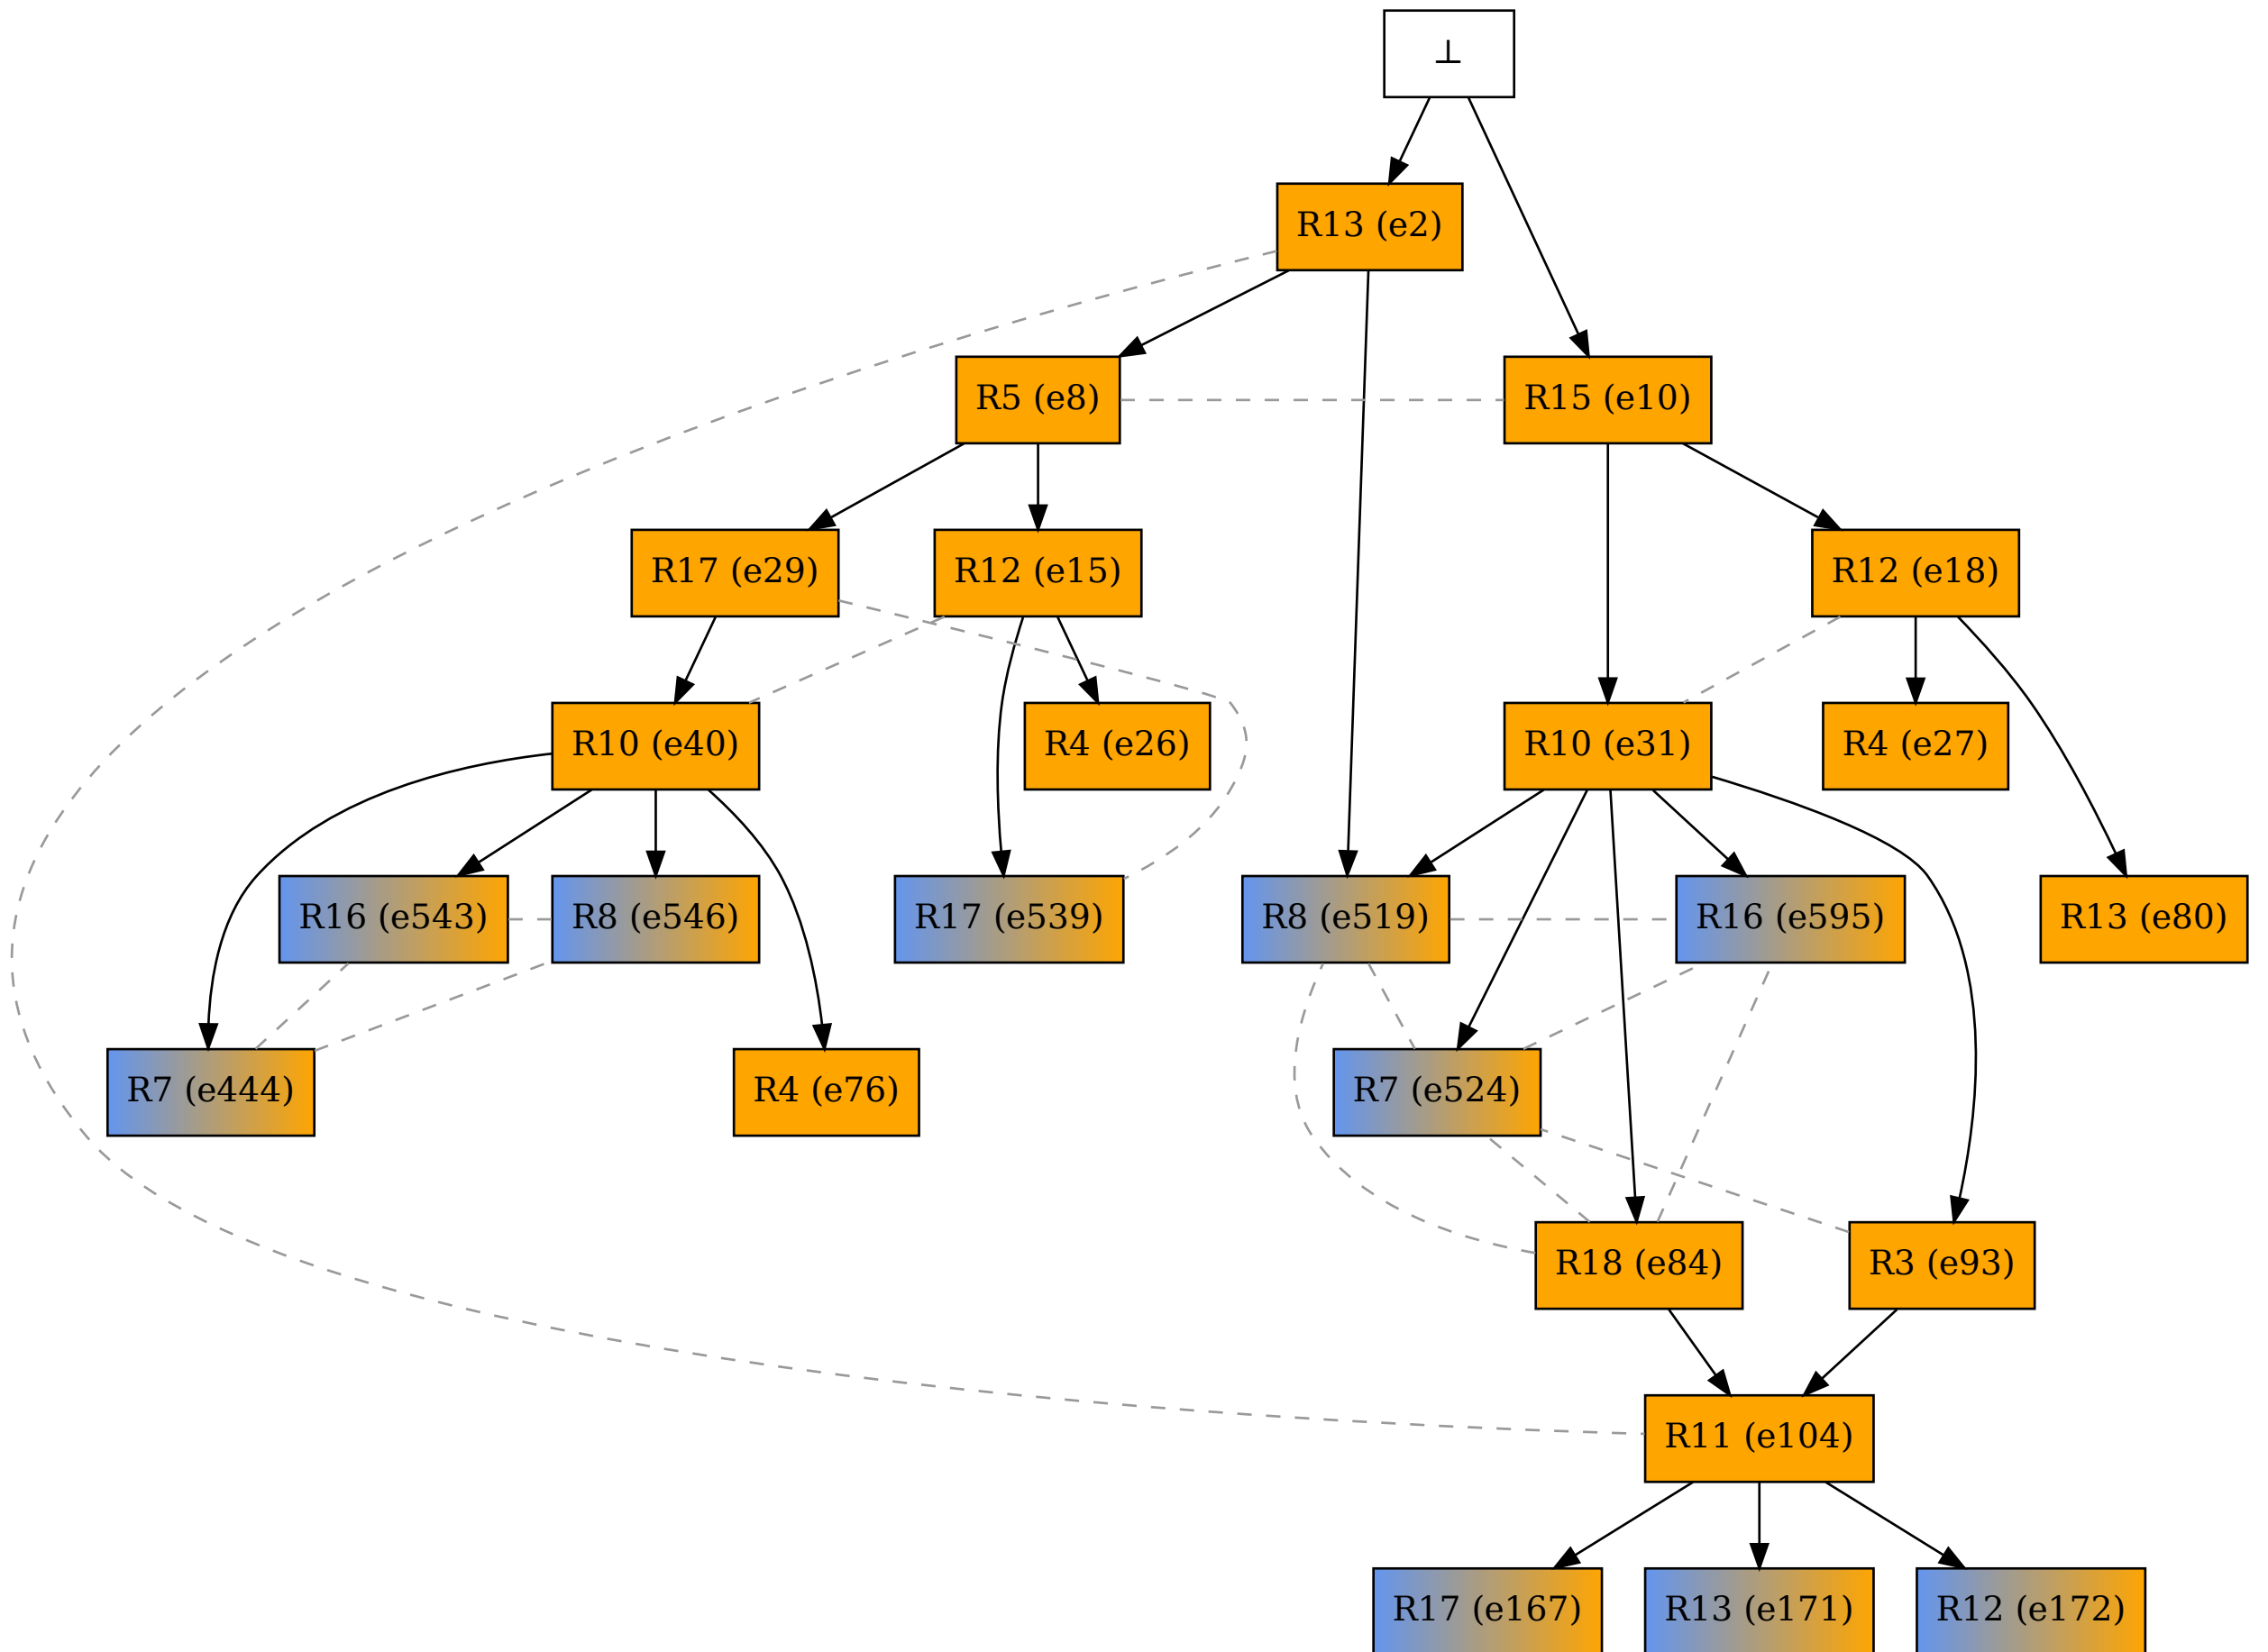 ⊥
R13 (e2)
R5 (e8)
R15 (e10)
R17 (e29)
R12 (e15)
R12 (e18)
R10 (e40)
R4 (e26)
R10 (e31)
R4 (e27)
R16 (e543)
R8 (e546)
R17 (e539)
R8 (e519)
R16 (e595)
R13 (e80)
R7 (e444)
R4 (e76)
R7 (e524)
R18 (e84)
R3 (e93)
R11 (e104)
R17 (e167)
R13 (e171)
R12 (e172)